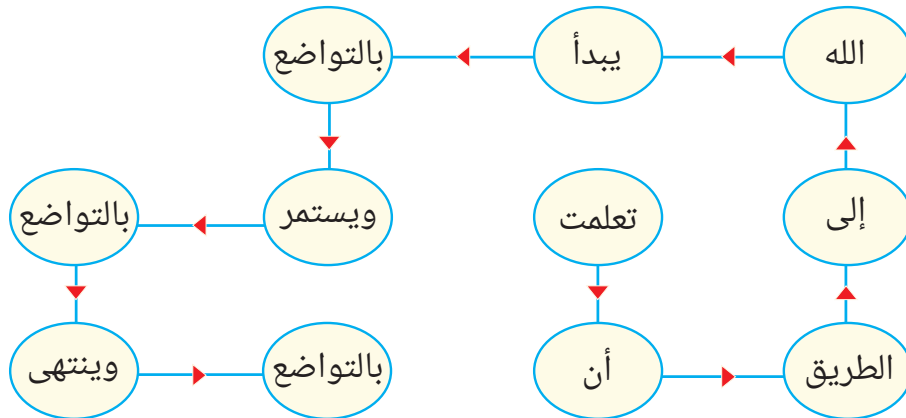 تعلمت
أن
الطريق
إلى
الله
يبدأ
بالتواضع
ويستمر
بالتواضع
وينتهى
بالتواضع